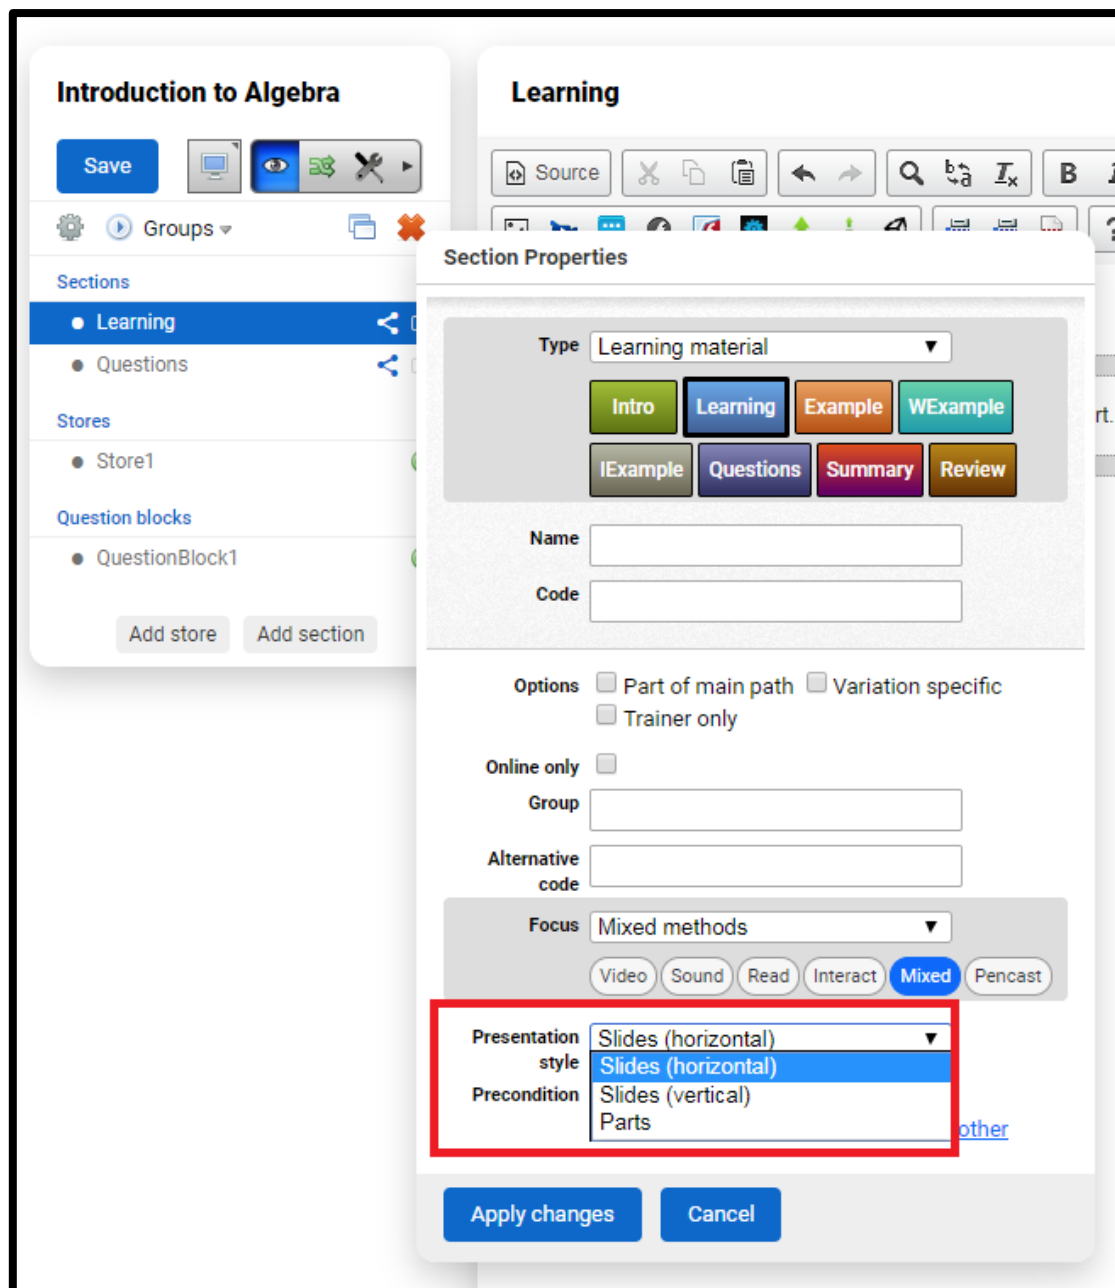 Introduction to Algebra
Save
Groups
Sections
Learning
Questions
Stores
Store1
Question blocks
QuestionBlock1
Add store Add section
Learning
Source B
rt.
Section Properties
Type Learning material
Intro Learning Example WExample
IExample Questions Summary Review
Name
Code
Options Part of main path Variation specific
Trainer only
Online only
Group
Alternative
code
Focus Mixed methods
Video Sound Read Interact Mixed Pencast
Presentation
style
Slides (horizontal)
Slides (horizontal)
Precondition
Slides (vertical)
Parts
other
Apply changes Cancel